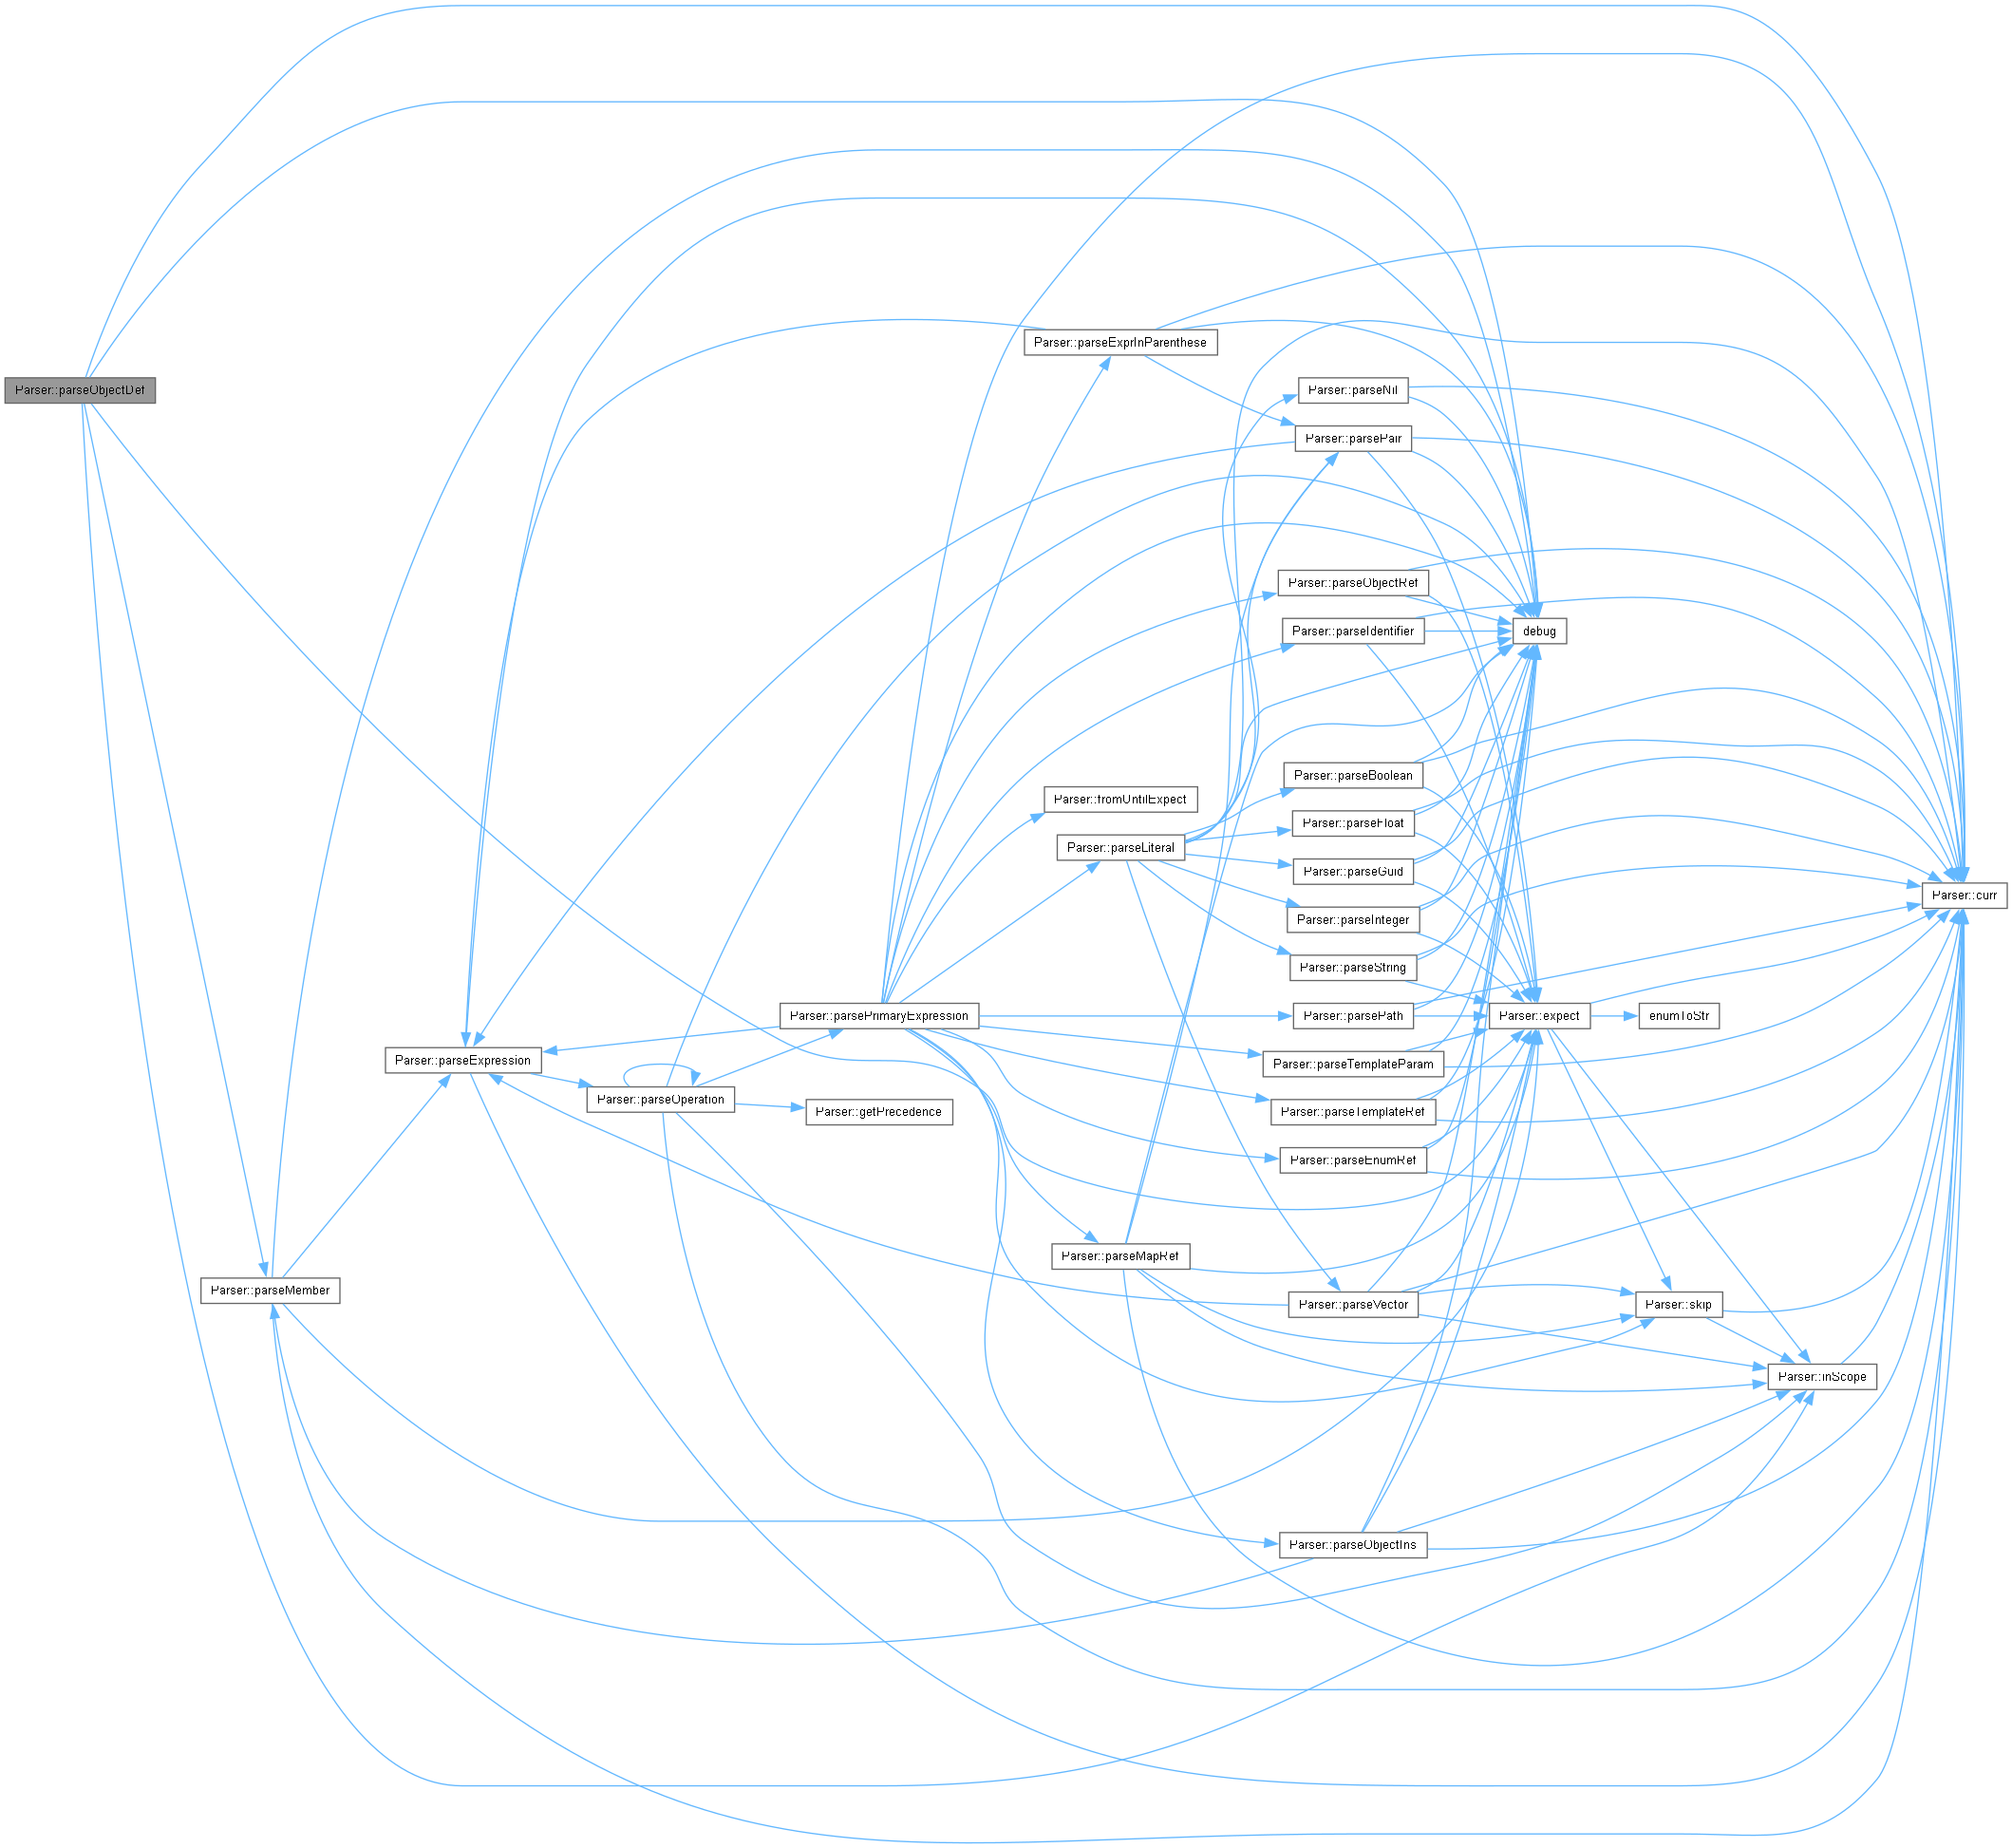 Parser::parseObjectDef
Parser::parseExprInParenthese
Parser::parseNil
Parser::parsePair
Parser::parseObjectRef
Parser::parseIdentifier
debug
Parser::parseBoolean
Parser::fromUntilExpect
Parser::parseFloat
Parser::parseLiteral
Parser::parseGuid
Parser::curr
Parser::parseInteger
Parser::parseString
Parser::parsePrimaryExpression
Parser::parsePath
Parser::expect
enumToStr
Parser::parseExpression
Parser::parseTemplateParam
Parser::parseOperation
Parser::getPrecedence
Parser::parseTemplateRef
Parser::parseEnumRef
Parser::parseMapRef
Parser::parseMember
Parser::parseVector
Parser::skip
Parser::inScope
Parser::parseObjectIns